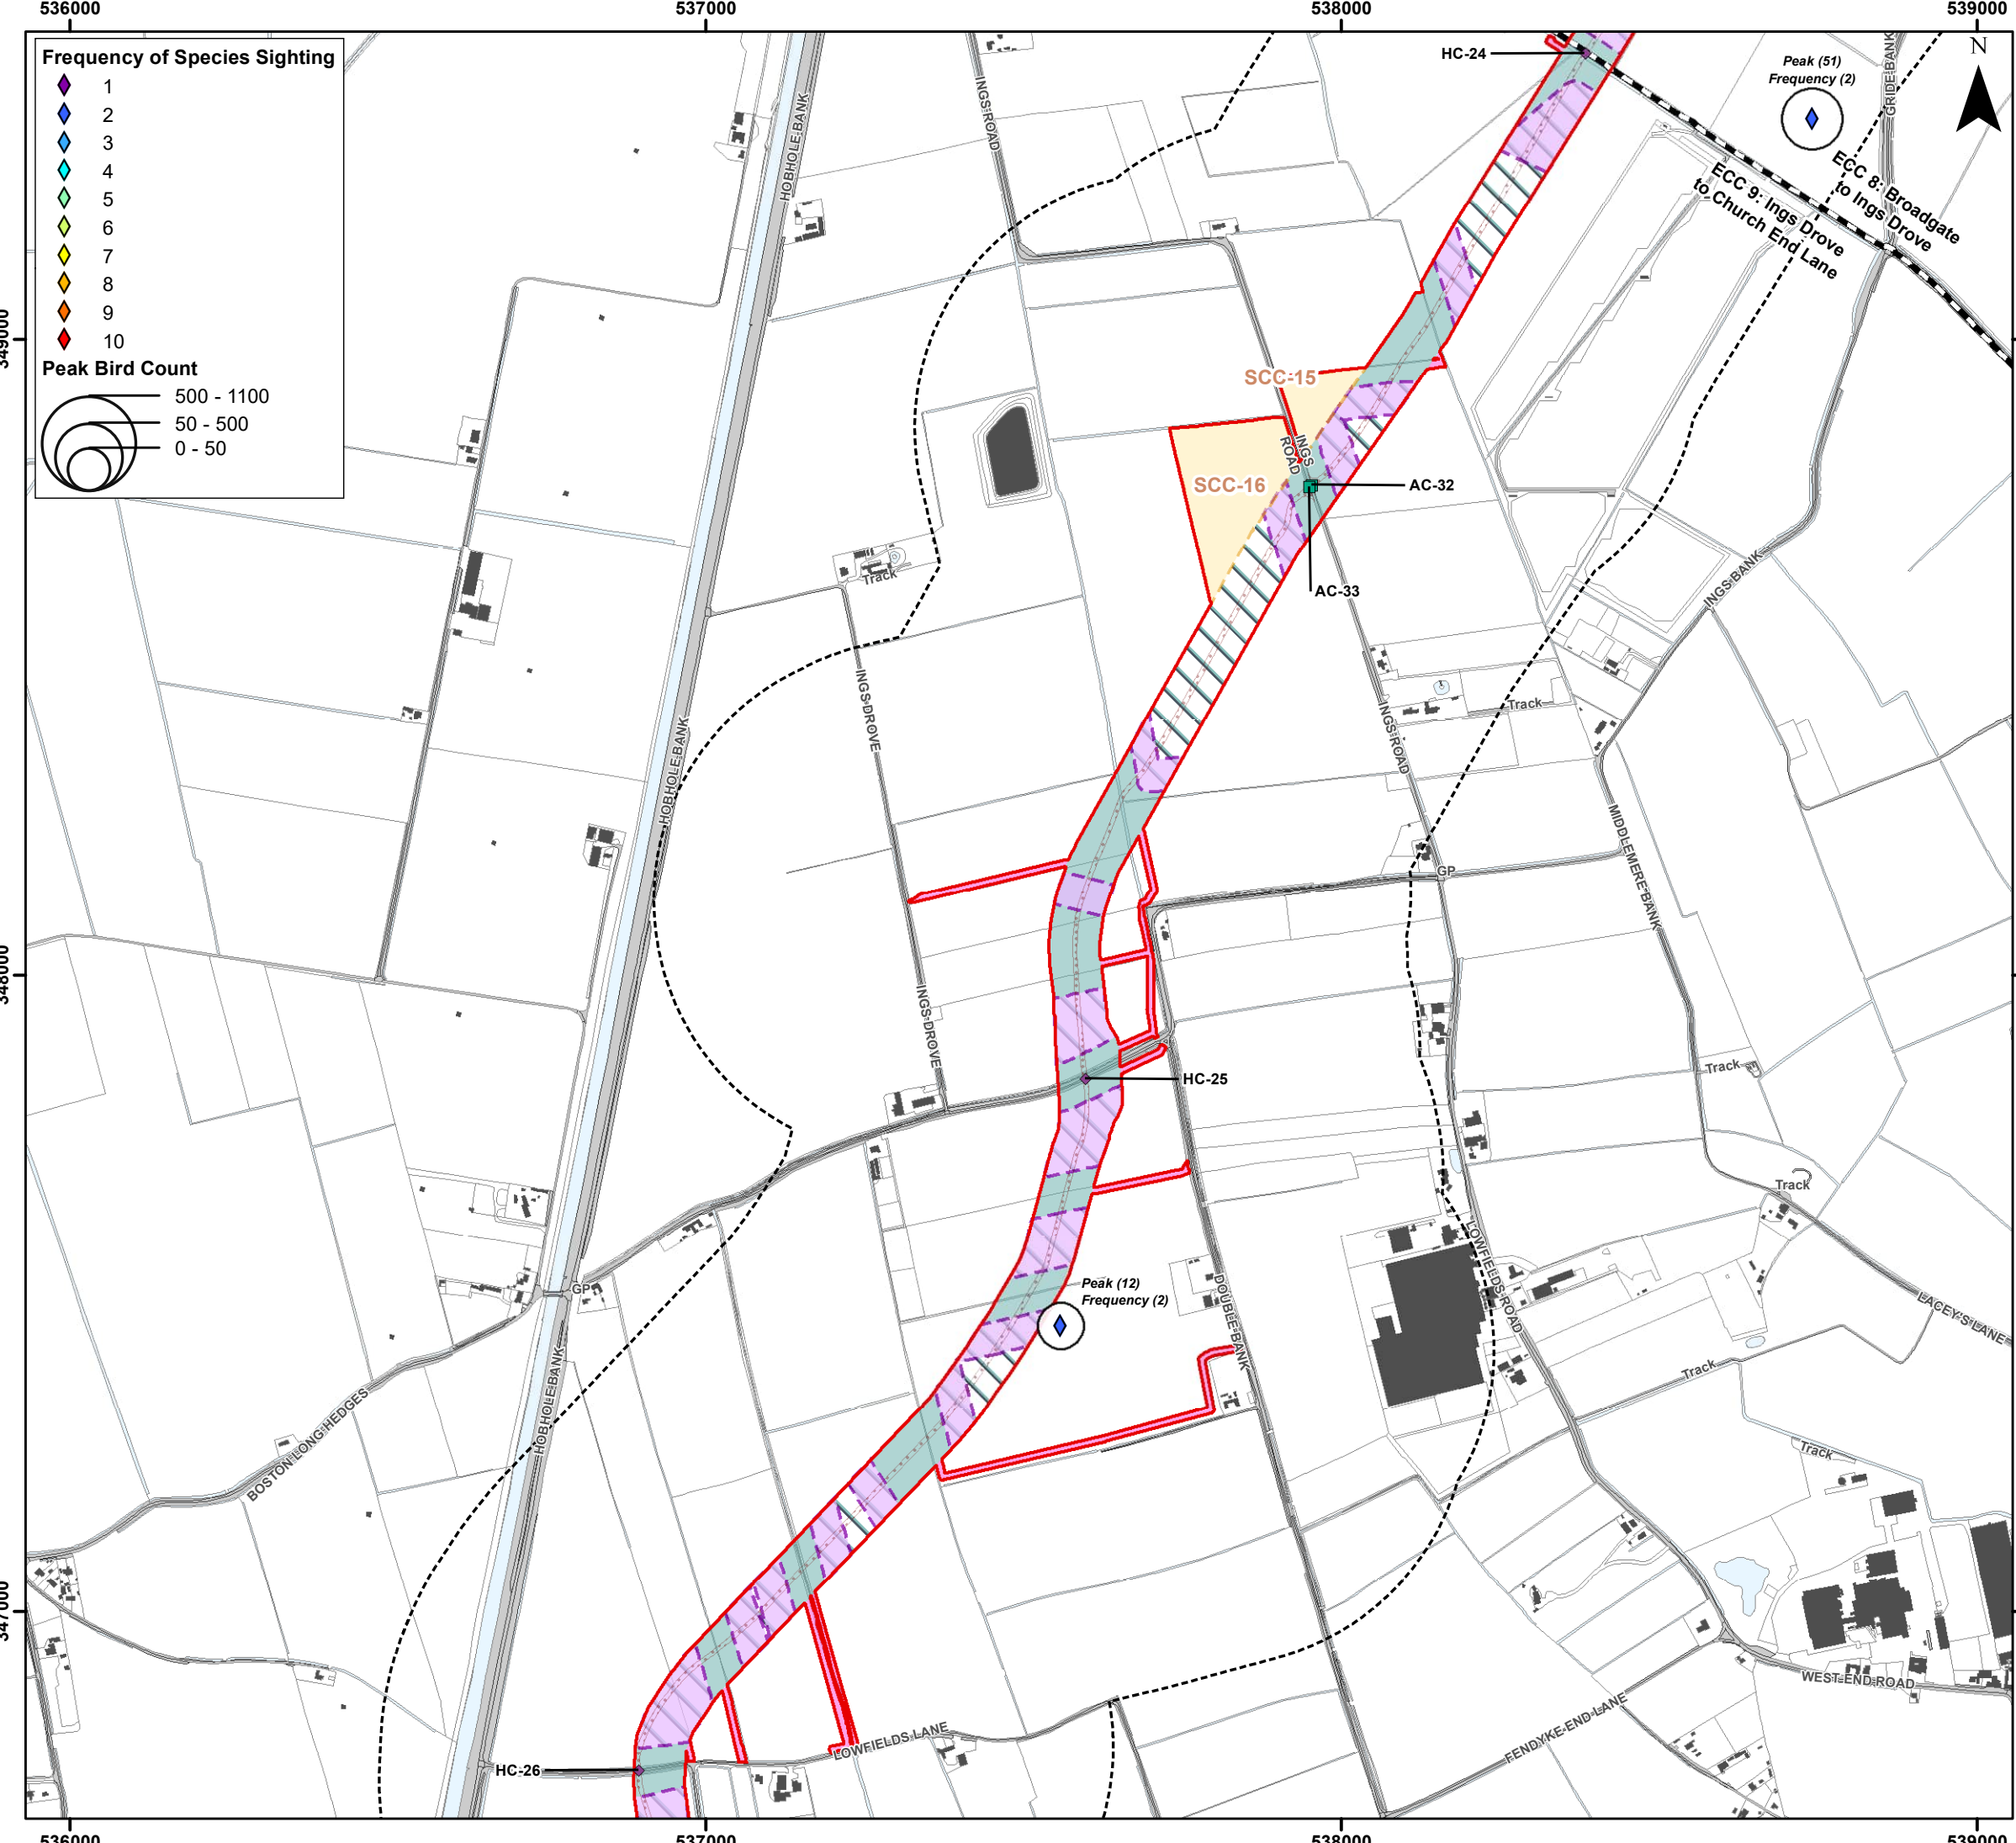 536000
537000
538000
539000
Frequency of Species Sighting
1
2
3
4
5
6
7
8
9
10
Peak Bird Count
500 - 1100
50 - 500
0 - 50
HC-24
Peak (51)
Frequency (2)
N
GRIDE BANK
HOBHOLE BANK
INGS ROAD
ECC 8: Broadgate
to Ings Drove
ECC 9: Ings Drove
to Church End Lane
349000
SCC-15
INGS
ROAD
SCC-16
AC-32
AC-33
Track
INGS BANK
INGS DROVE
HOBHOLE BANK
INGS ROAD
Track
MIDDLEMERE BANK
GP
348000
INGS DROVE
HC-25
Track
Track
GP
Peak (12)
Frequency (2)
DOUBLE BANK
LOWFIELDS ROAD
LACEY'S LANE
Track
HOBHOLE BANK
BOSTON LONG HEDGES
Track
347000
WEST END ROAD
FENDYKE END LANE
LOWFIELDS LANE
HC-26
536000
537000
538000
539000